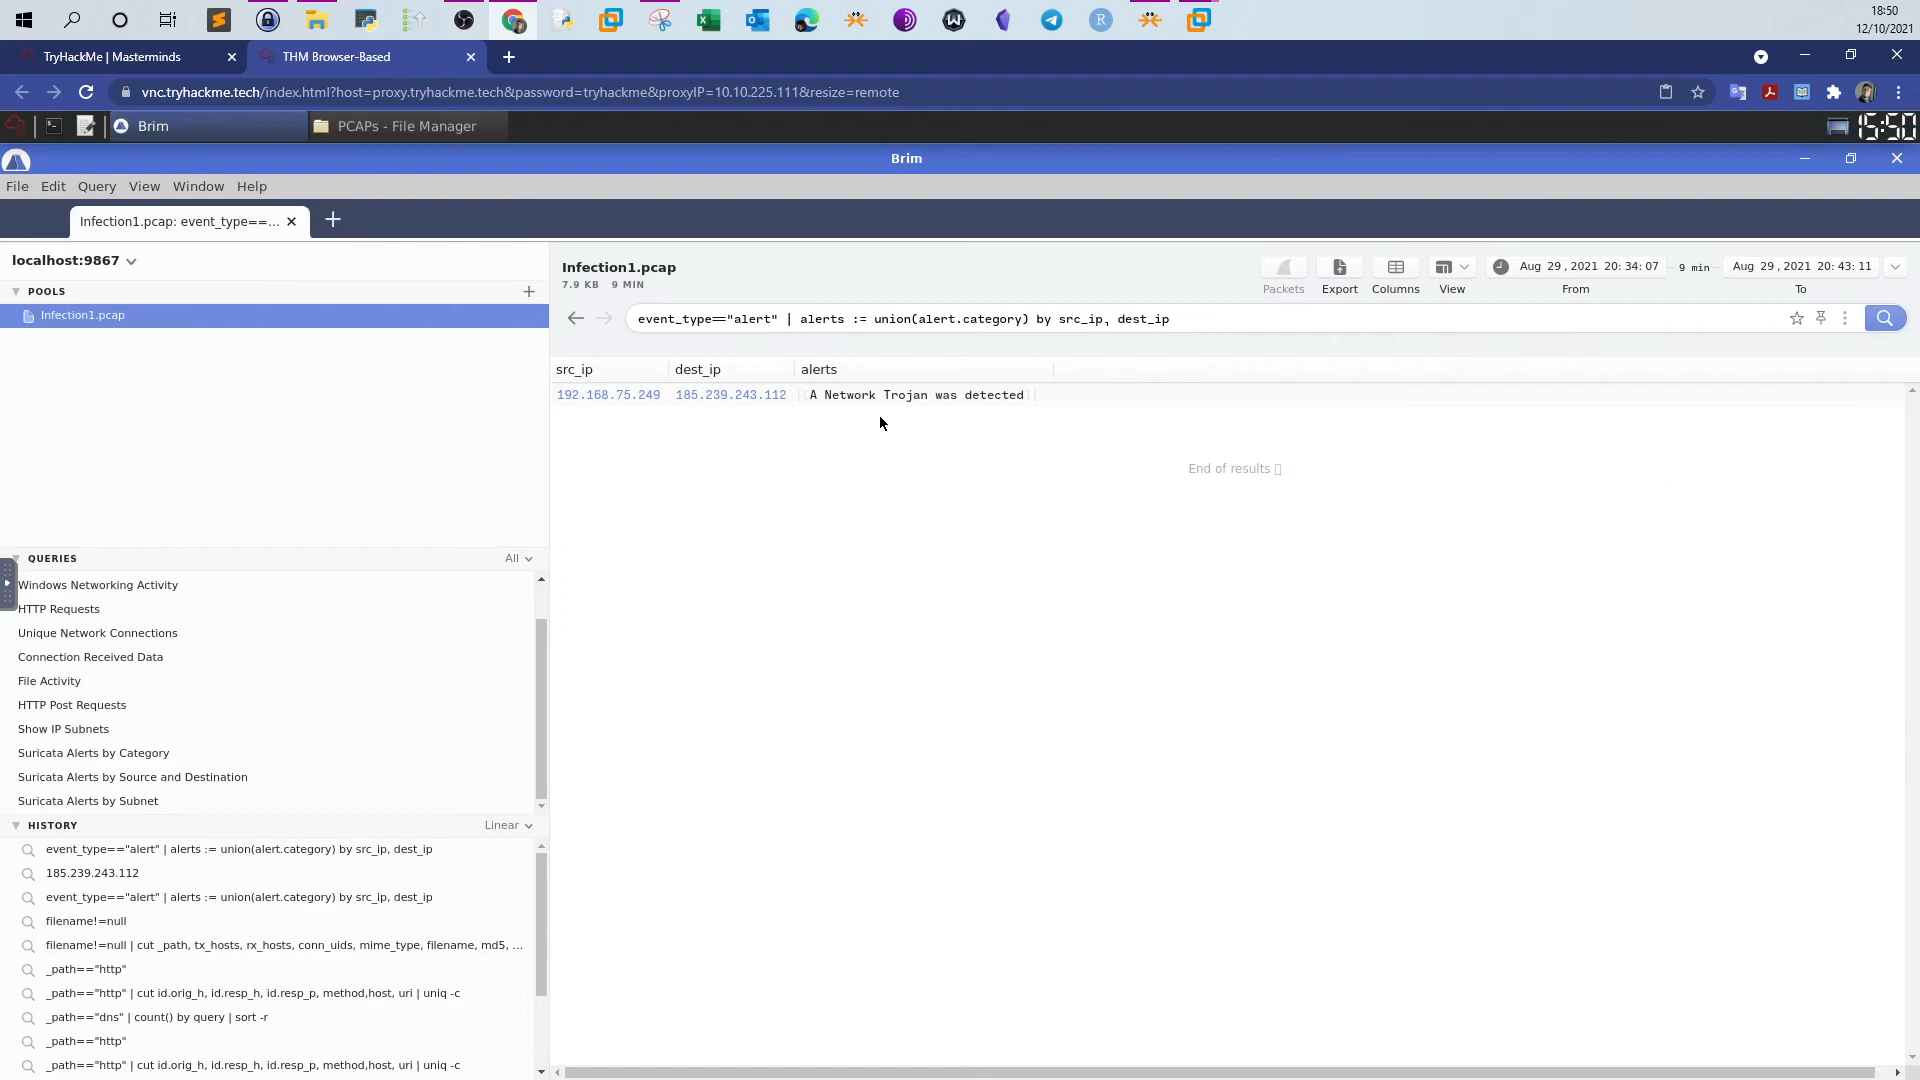 18:50
12/10/2021
TryHackMe | Masterminds
THM Browser-Based
vnc.tryhackme.tech/index.html?host=proxy.tryhackme.tech&password=tryhackme&proxyIP=10.10.225.111&resize=remote
Brim
PCAPs - File Manager
15:50
Brim
File Edit Query View Window Help
Infection1.pcap: event_type==...
localhost:9867
POOLS
Infection1.pcap
Infection1.pcap
7.9 KB 9 MIN
Packets
Export
Columns
View
Aug 29, 2021 20:34:07
From
9 min
Aug 29, 2021 20:43:11
To
event_type=="alert" | alerts := union(alert.category) by src_ip, dest_ip
src_ip dest_ip alerts
192.168.75.249 185.239.243.112 A Network Trojan was detected
End of results
QUERIES
All
Windows Networking Activity
HTTP Requests
Unique Network Connections
Connection Received Data
File Activity
HTTP Post Requests
Show IP Subnets
Suricata Alerts by Category
Suricata Alerts by Source and Destination
Suricata Alerts by Subnet
HISTORY
Linear
event_type=="alert" | alerts := union(alert.category) by src_ip, dest_ip
185.239.243.112
event_type=="alert" | alerts := union(alert.category) by src_ip, dest_ip
filename!=null
filename!=null | cut _path, tx_hosts, rx_hosts, conn_uids, mime_type, filename, md5, ...
_path=="http"
_path=="http" | cut id.orig_h, id.resp_h, id.resp_p, method,host, uri | uniq -c
_path=="dns" | count() by query | sort -r
_path=="http"
_path=="http" | cut id.orig_h, id.resp_h, id.resp_p, method,host, uri | uniq -c